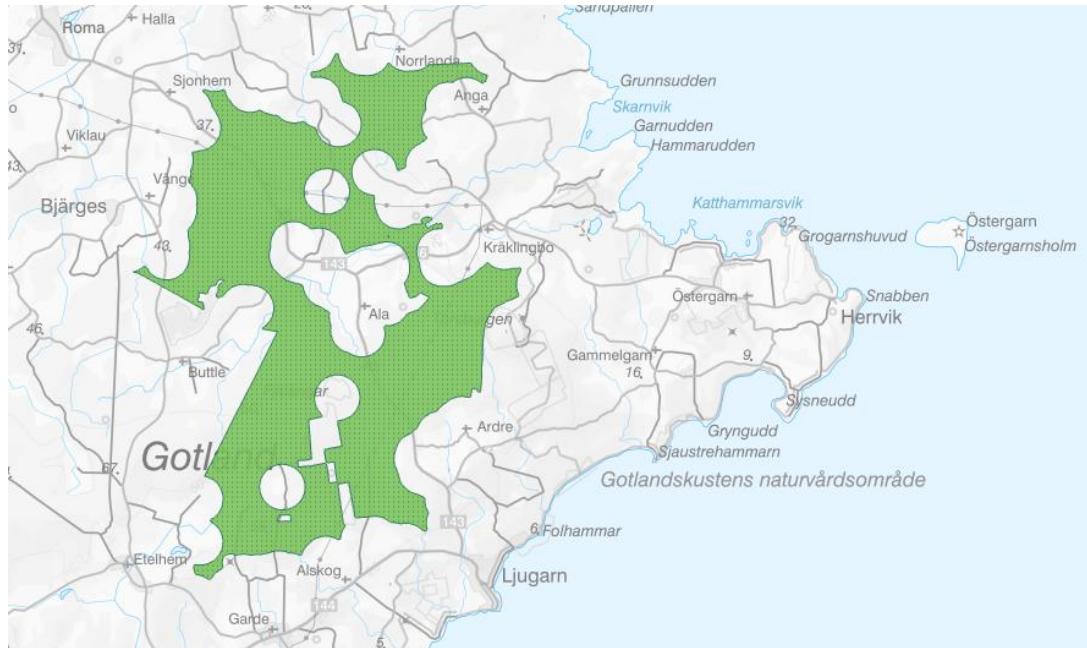 Sandpallen
Halla
Roma
31.
Norrlanda
Sjonhem
Grunnsudden
Anga
Skarnvik
37.
Garnudden
Viklau
Hammarudden
43.
Vänge
Bjärges
Katthammarsvik
32.
Östergarn
Grogarnshuvud
Kräklingbo
Östergarnsholm
43.
143
Östergarn
Snabben
Ala
Herrvik
46.
Gammelgarn
9.
Buttle
16.
Sysneudd
Ardre
Gryngudd
Gotland
Sjaustrehammarn
67.
Gotlandskustens naturvårdsområde
143
6.
Folhammar
Etelhem
Alskog
Ljugarn
144
Garde
5.